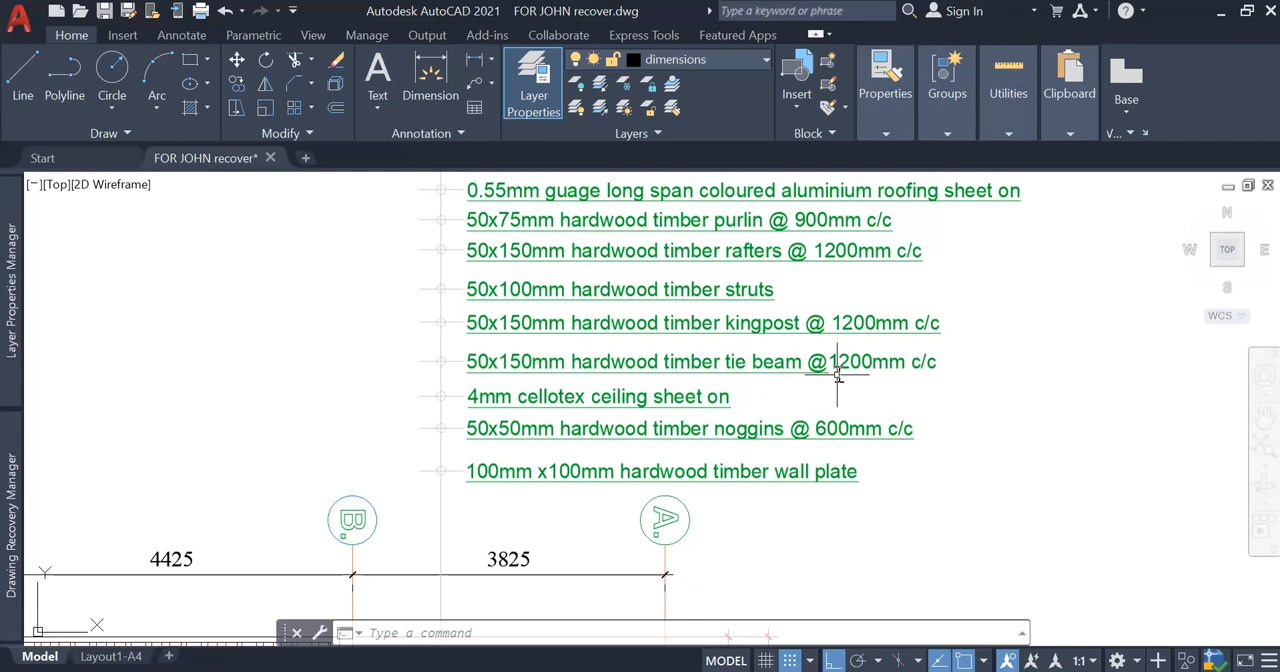 Autodesk AutoCAD 2021 FOR JOHN recover.dwg
Type a keyword or phrase
Sign In
Home Insert Annotate Parametric View Manage Output Add-ins Collaborate Express Tools Featured Apps
Line Polyline Circle Arc
Text Dimension
Layer Properties
dimensions
Insert
Properties Groups Utilities Clipboard Base
Draw Modify Annotation Layers Block V...
Start FOR JOHN recover*
[−][Top][2D Wireframe]
Layer Properties Manager
Drawing Recovery Manager
0.55mm guage long span coloured aluminium roofing sheet on
50x75mm hardwood timber purlin @ 900mm c/c
50x150mm hardwood timber rafters @ 1200mm c/c
50x100mm hardwood timber struts
50x150mm hardwood timber kingpost @ 1200mm c/c
50x150mm hardwood timber tie beam @1200mm c/c
4mm cellotex ceiling sheet on
50x50mm hardwood timber noggins @ 600mm c/c
100mm x100mm hardwood timber wall plate
N
W TOP E
S
WCS
B A
4425 3825
Y
X
Type a command
Model Layout1-A4
MODEL 1:1